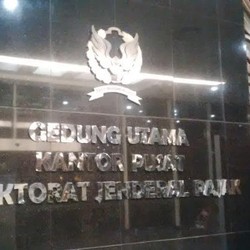 GEDUNG UTAMA
KANTOR PUSAT
KTORAT JENDERAL PAJAK